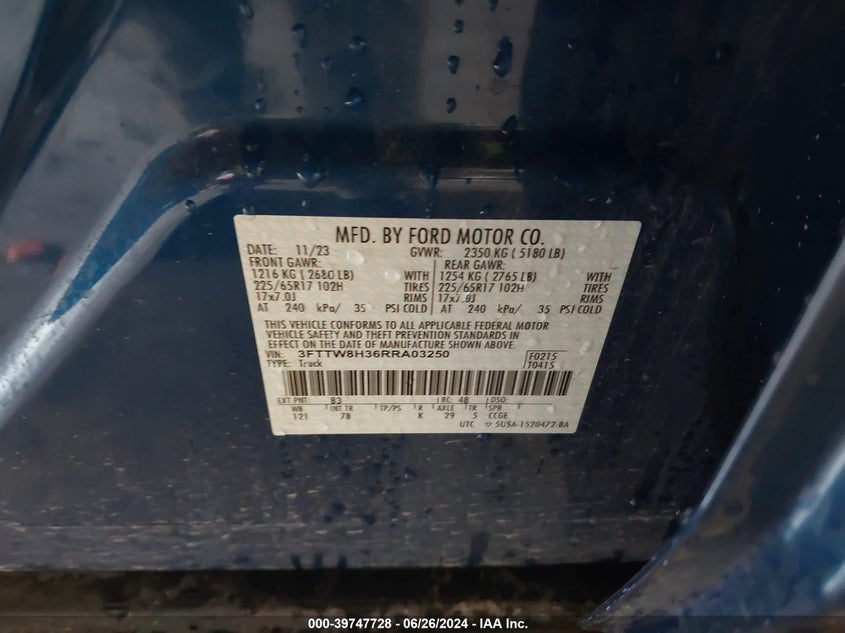 MFD. BY FORD MOTOR CO.
DATE: 11/23 GVWR: 2350 KG ( 5180 LB)
FRONT GAWR: REAR GAWR:
1216 KG ( 2680 LB) WITH 1254 KG ( 2765 LB) WITH
225/65R17 102H TIRES 225/65R17 102H TIRES
17x7.0J RIMS 17x7.0J RIMS
AT 240 kPa/ 35 PSI COLD AT 240 kPa/ 35 PSI COLD
THIS VEHICLE CONFORMS TO ALL APPLICABLE FEDERAL MOTOR
VEHICLE SAFETY AND THEFT PREVENTION STANDARDS IN
EFFECT ON THE DATE OF MANUFACTURE SHOWN ABOVE.
VIN: 3FTTW8H36RRA03250 F0215
TYPE: Truck T0415
EXT PNT: B3 RC: 48 DSO:
WB INT TR TP/PS R AXLE TR SPR
121 7B K 29 5 CCGE
UTC 5U5A-1520472-BA
000-39747728 - 06/26/2024 - IAA Inc.